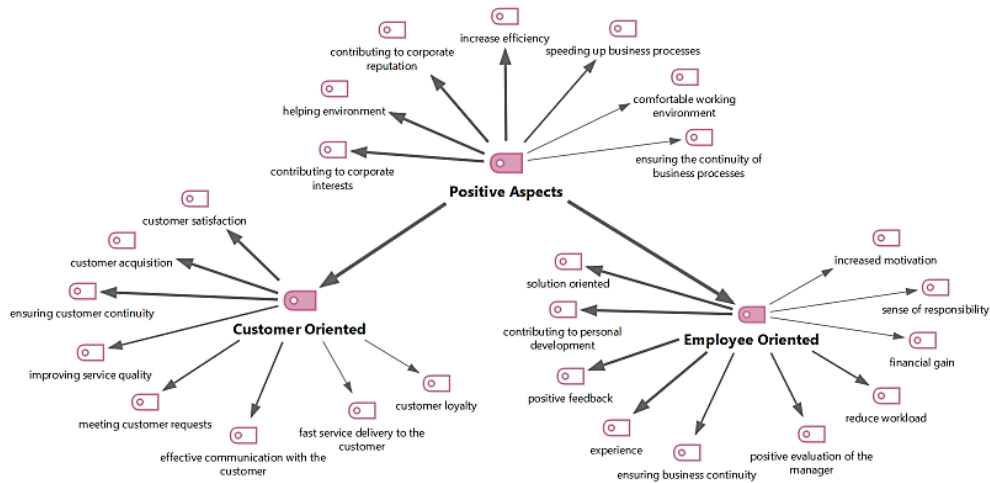 increase efficiency
contributing to corporate
reputation
speeding up business processes
helping environment
comfortable working
environment
contributing to corporate
interests
ensuring the continuity of
business processes
Positive Aspects
customer satisfaction
customer acquisition
ensuring customer continuity
Customer Oriented
improving service quality
meeting customer requests
effective communication with the
customer
fast service delivery to the
customer
customer loyalty
solution oriented
contributing to personal
development
Employee Oriented
increased motivation
sense of responsibility
financial gain
positive feedback
experience
ensuring business continuity
positive evaluation of the
manager
reduce workload